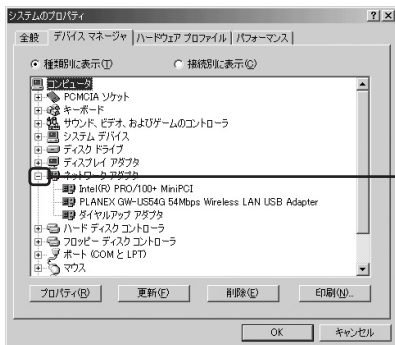 システムのプロパティ
全般 デバイス マネージャ ハードウェア プロファイル パフォーマンス
種類別に表示(T) 接続別に表示(C)
コンピュータ
PCMCIA ソケット
キーボード
サウンド、ビデオ、およびゲームのコントローラ
システム デバイス
ディスク ドライブ
ディスプレイ アダプタ
ネットワーク アダプタ
Intel(R) PRO/100+ MiniPCI
PLANEX GW-US54G 54Mbps Wireless LAN USB Adapter
ダイヤルアップ アダプタ
ハード ディスク コントローラ
フロッピー ディスク コントローラ
ポート (COM と LPT)
マウス
プロパティ(R) 更新(F) 削除(E) 印刷(N)...
OK キャンセル